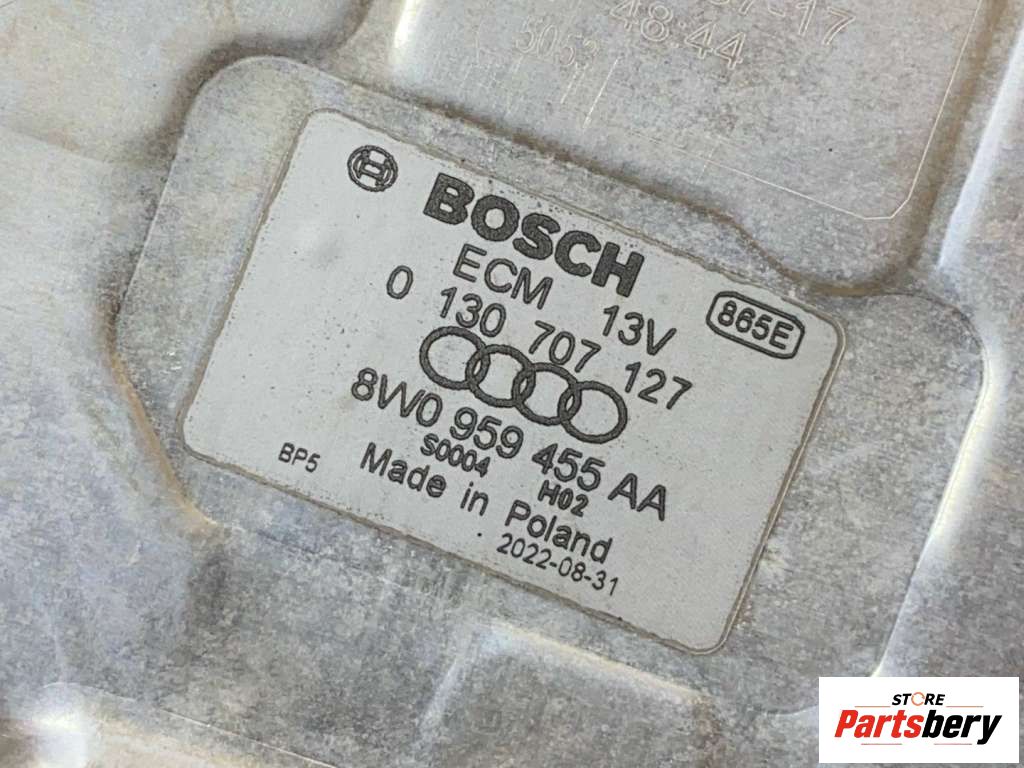 48:44
5053
BOSCH
ECM 13V
865E
0 130 707 127
8W0 959 455 AA
S0004 H02
BP5
Made in Poland
2022-08-31
STORE
Partsbery